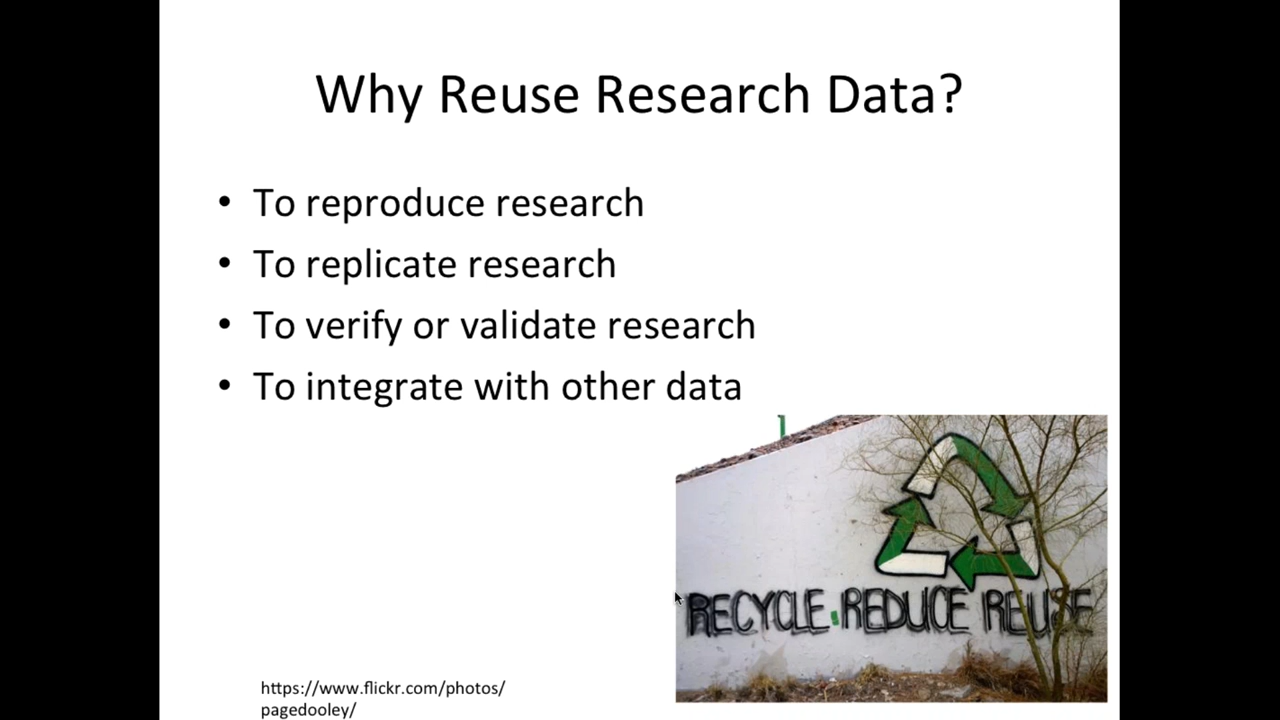 Why Reuse Research Data?
• To reproduce research
• To replicate research
• To verify or validate research
• To integrate with other data
RECYCLE REDUCE REUSE
https://www.flickr.com/photos/
pagedooley/